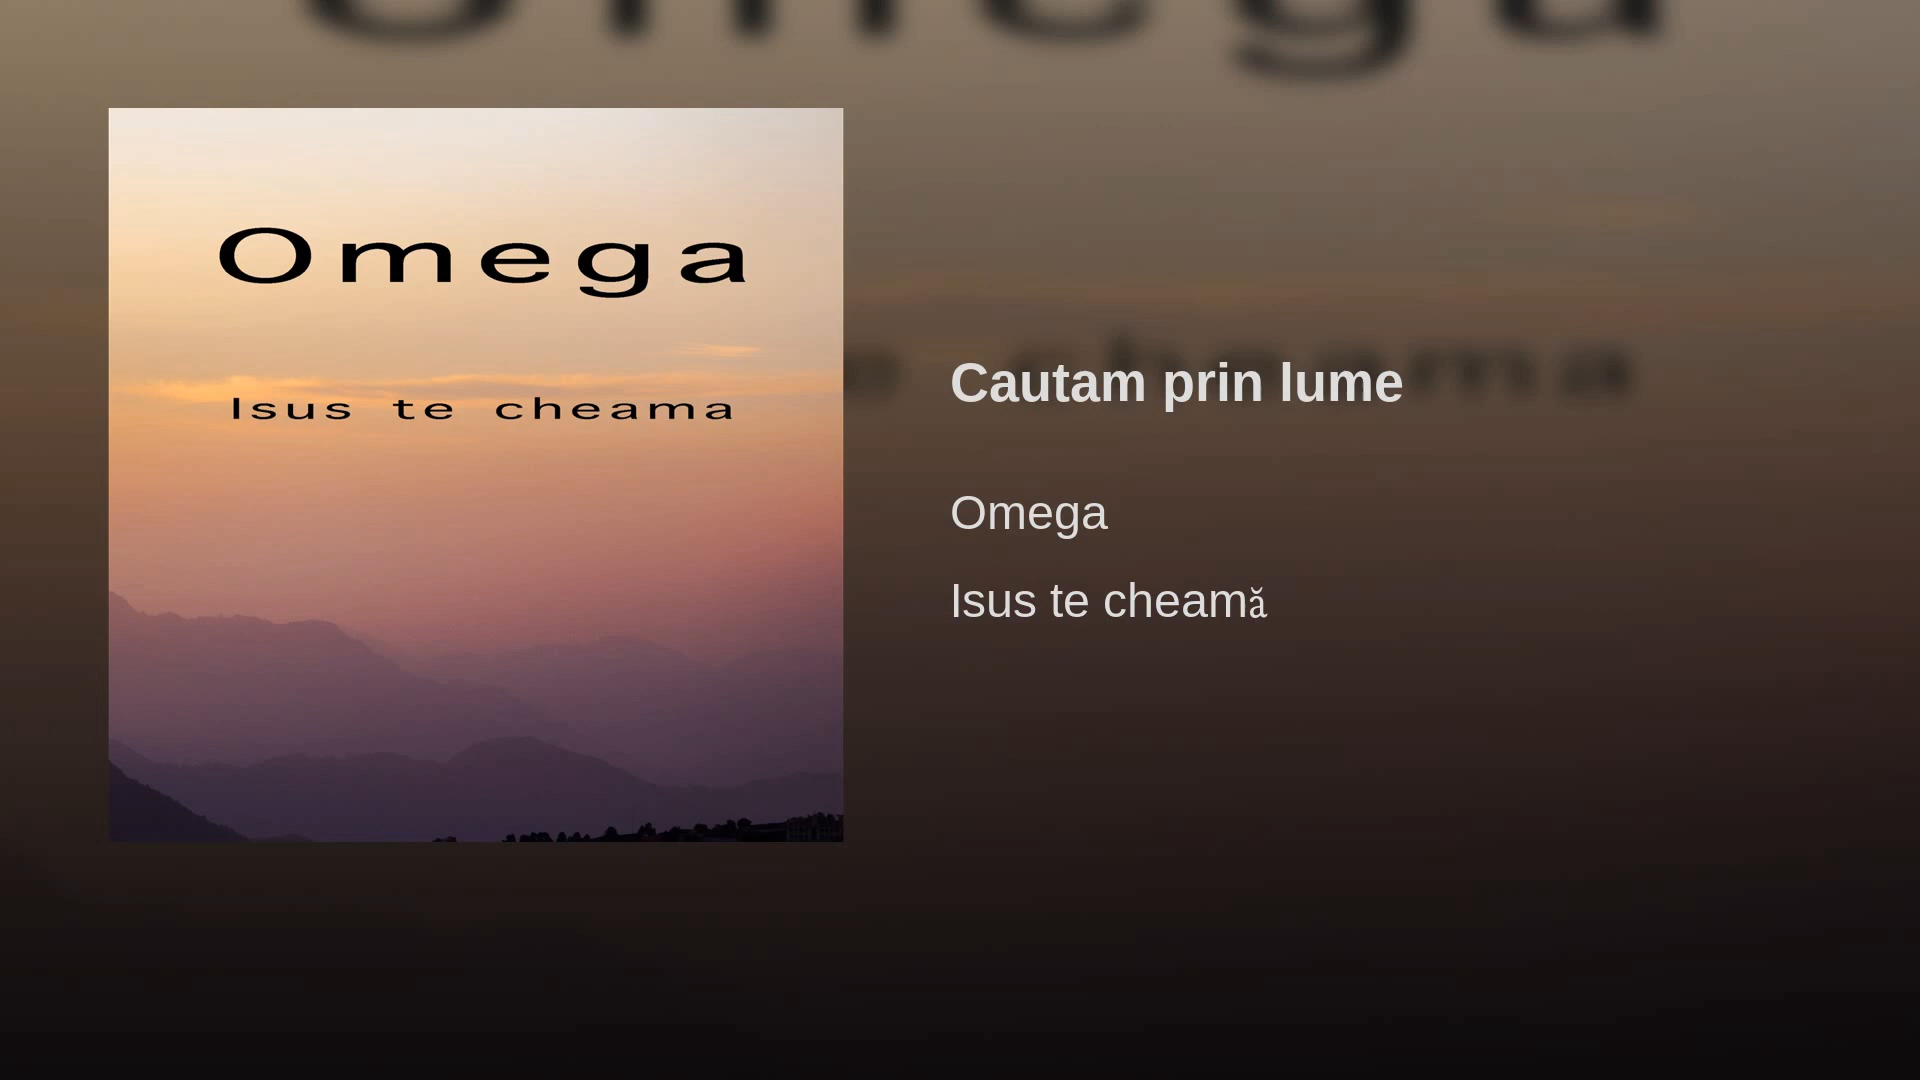 Omega
Isus te cheama
Cautam prin lume
Omega
Isus te cheamă